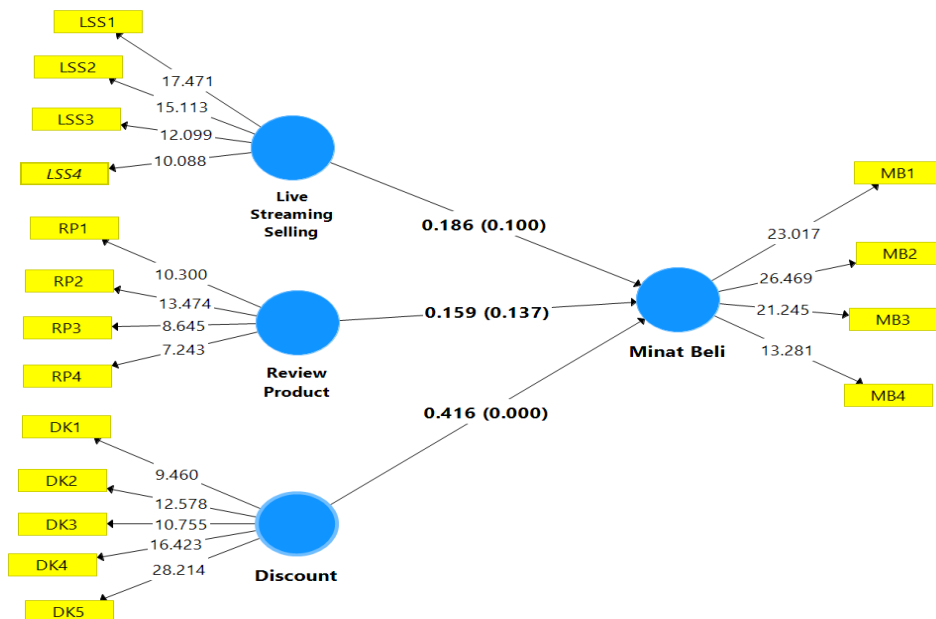 LSS1
LSS2
LSS3
LSS4
17.471
15.113
12.099
10.088
Live
Streaming
Selling
RP1
RP2
RP3
RP4
10.300
13.474
8.645
7.243
Review
Product
DK1
DK2
DK3
DK4
DK5
9.460
12.578
10.755
16.423
28.214
Discount
0.186 (0.100)
0.159 (0.137)
0.416 (0.000)
Minat Beli
23.017
26.469
21.245
13.281
MB1
MB2
MB3
MB4